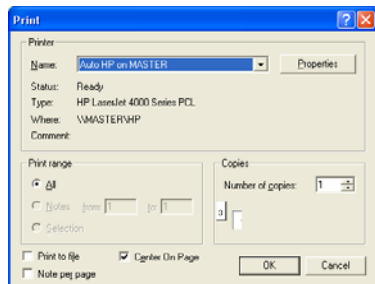 Print
Printer
Name: Auto HP on MASTER Properties
Status: Ready
Type: HP LaserJet 4000 Series PCL
Where: \\MASTER\HP
Comment:
Print range
All
Notes from 1 to 1
Selection
Copies
Number of copies: 1
3
Print to file
Center On Page
Note per page
OK
Cancel